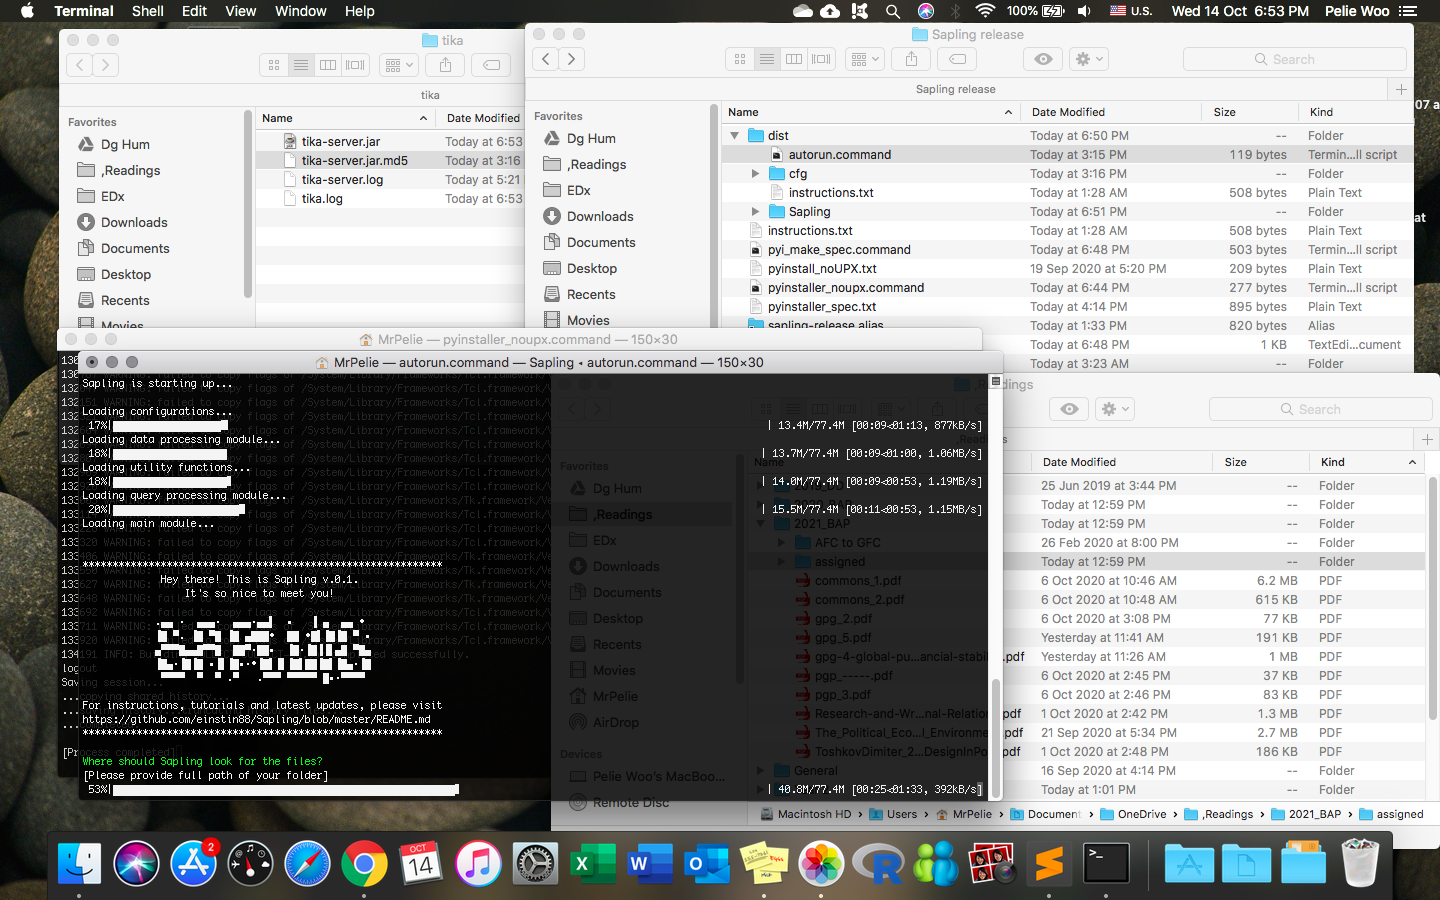 Terminal Shell Edit View Window Help
100% U.S. Wed 14 Oct 6:53 PM Pelie Woo
tika
tika
Favorites
Dg Hum
,Readings
EDx
Downloads
Documents
Desktop
Recents
Movies
Name Date Modified
tika-server.jar Today at 6:53
tika-server.jar.md5 Today at 3:16
tika-server.log Today at 5:21
tika.log Today at 6:53
Sapling release
Search
Sapling release
Favorites
Dg Hum
,Readings
EDx
Downloads
Documents
Desktop
Recents
Movies
Name Date Modified Size Kind
dist Today at 6:50 PM -- Folder
autorun.command Today at 3:15 PM 119 bytes Termin...ll script
cfg Today at 3:16 PM -- Folder
instructions.txt Today at 1:28 AM 508 bytes Plain Text
Sapling Today at 6:51 PM -- Folder
instructions.txt Today at 1:28 AM 508 bytes Plain Text
pyi_make_spec.command Today at 6:48 PM 503 bytes Termin...ll script
pyinstall_noUPX.txt 19 Sep 2020 at 5:20 PM 209 bytes Plain Text
pyinstaller_noupx.command Today at 6:44 PM 277 bytes Termin...ll script
pyinstaller_spec.txt Today at 4:14 PM 895 bytes Plain Text
sapling-release alias Today at 1:33 PM 820 bytes Alias
Today at 6:48 PM 1 KB TextEdi...cument
Today at 3:23 AM -- Folder
07 a
at
MrPelie — pyinstaller_noupx.command — 150×30
MrPelie — autorun.command — Sapling ◂ autorun.command — 150×30
Sapling is starting up...
Loading configurations...
17%| | 13.4M/77.4M [00:09<01:13, 877kB/s]
Loading data processing module...
18%| | 13.7M/77.4M [00:09<01:00, 1.06MB/s]
Loading utility functions...
18%| | 14.0M/77.4M [00:09<00:53, 1.19MB/s]
Loading query processing module...
20%| | 15.5M/77.4M [00:11<00:53, 1.15MB/s]
Loading main module...
************************************************************
Hey there! This is Sapling v.0.1.
It's so nice to meet you!
For instructions, tutorials and latest updates, please visit
https://github.com/einstin88/Sapling/blob/master/README.md
************************************************************
Where should Sapling look for the files?
[Please provide full path of your folder]
53%| | 40.8M/77.4M [00:25<01:33, 392kB/s]
logout
Saving session...
...copying shared history...
[Process completed]
,Readings
Search
Favorites
Dg Hum
,Readings
EDx
Downloads
Documents
Desktop
Recents
Movies
MrPelie
AirDrop
Devices
Pelie Woo's MacBoo...
Remote Disc
Name Date Modified Size Kind
25 Jun 2019 at 3:44 PM -- Folder
Today at 12:59 PM -- Folder
2021_BAP Today at 12:59 PM -- Folder
AFC to GFC 26 Feb 2020 at 8:00 PM -- Folder
assigned Today at 12:59 PM -- Folder
commons_1.pdf 6 Oct 2020 at 10:46 AM 6.2 MB PDF
commons_2.pdf 6 Oct 2020 at 10:48 AM 615 KB PDF
gpg_2.pdf 6 Oct 2020 at 3:08 PM 77 KB PDF
gpg_5.pdf Yesterday at 11:41 AM 191 KB PDF
gpg-4-global-pu...ancial-stabil...pdf Yesterday at 11:26 AM 1 MB PDF
pgp_-----.pdf 6 Oct 2020 at 2:45 PM 37 KB PDF
pgp_3.pdf 6 Oct 2020 at 2:46 PM 83 KB PDF
Research-and-Wr...nal-Relation...pdf 1 Oct 2020 at 2:42 PM 1.3 MB PDF
The_Political_Eco...l_Environme... 21 Sep 2020 at 5:34 PM 2.7 MB PDF
ToshkovDimiter_2...DesignInPo...pdf 1 Oct 2020 at 2:48 PM 186 KB PDF
General 16 Sep 2020 at 4:14 PM -- Folder
Today at 1:01 PM -- Folder
Macintosh HD › Users › MrPelie › Document › OneDrive › ,Readings › 2021_BAP › assigned
2
OCT
14